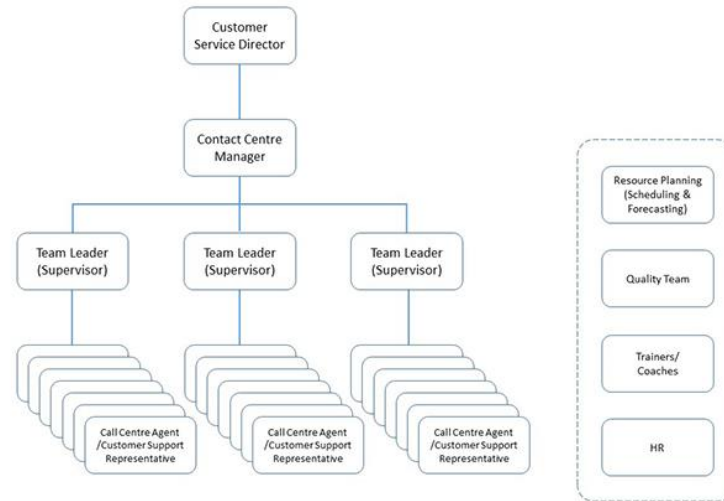 Customer
Service Director
Contact Centre
Manager
Team Leader
(Supervisor)
Team Leader
(Supervisor)
Team Leader
(Supervisor)
Call Centre Agent
/Customer Support
Representative
Call Centre Agent
/Customer Support
Representative
Call Centre Agent
/Customer Support
Representative
Resource Planning
(Scheduling &
Forecasting)
Quality Team
Trainers/
Coaches
HR